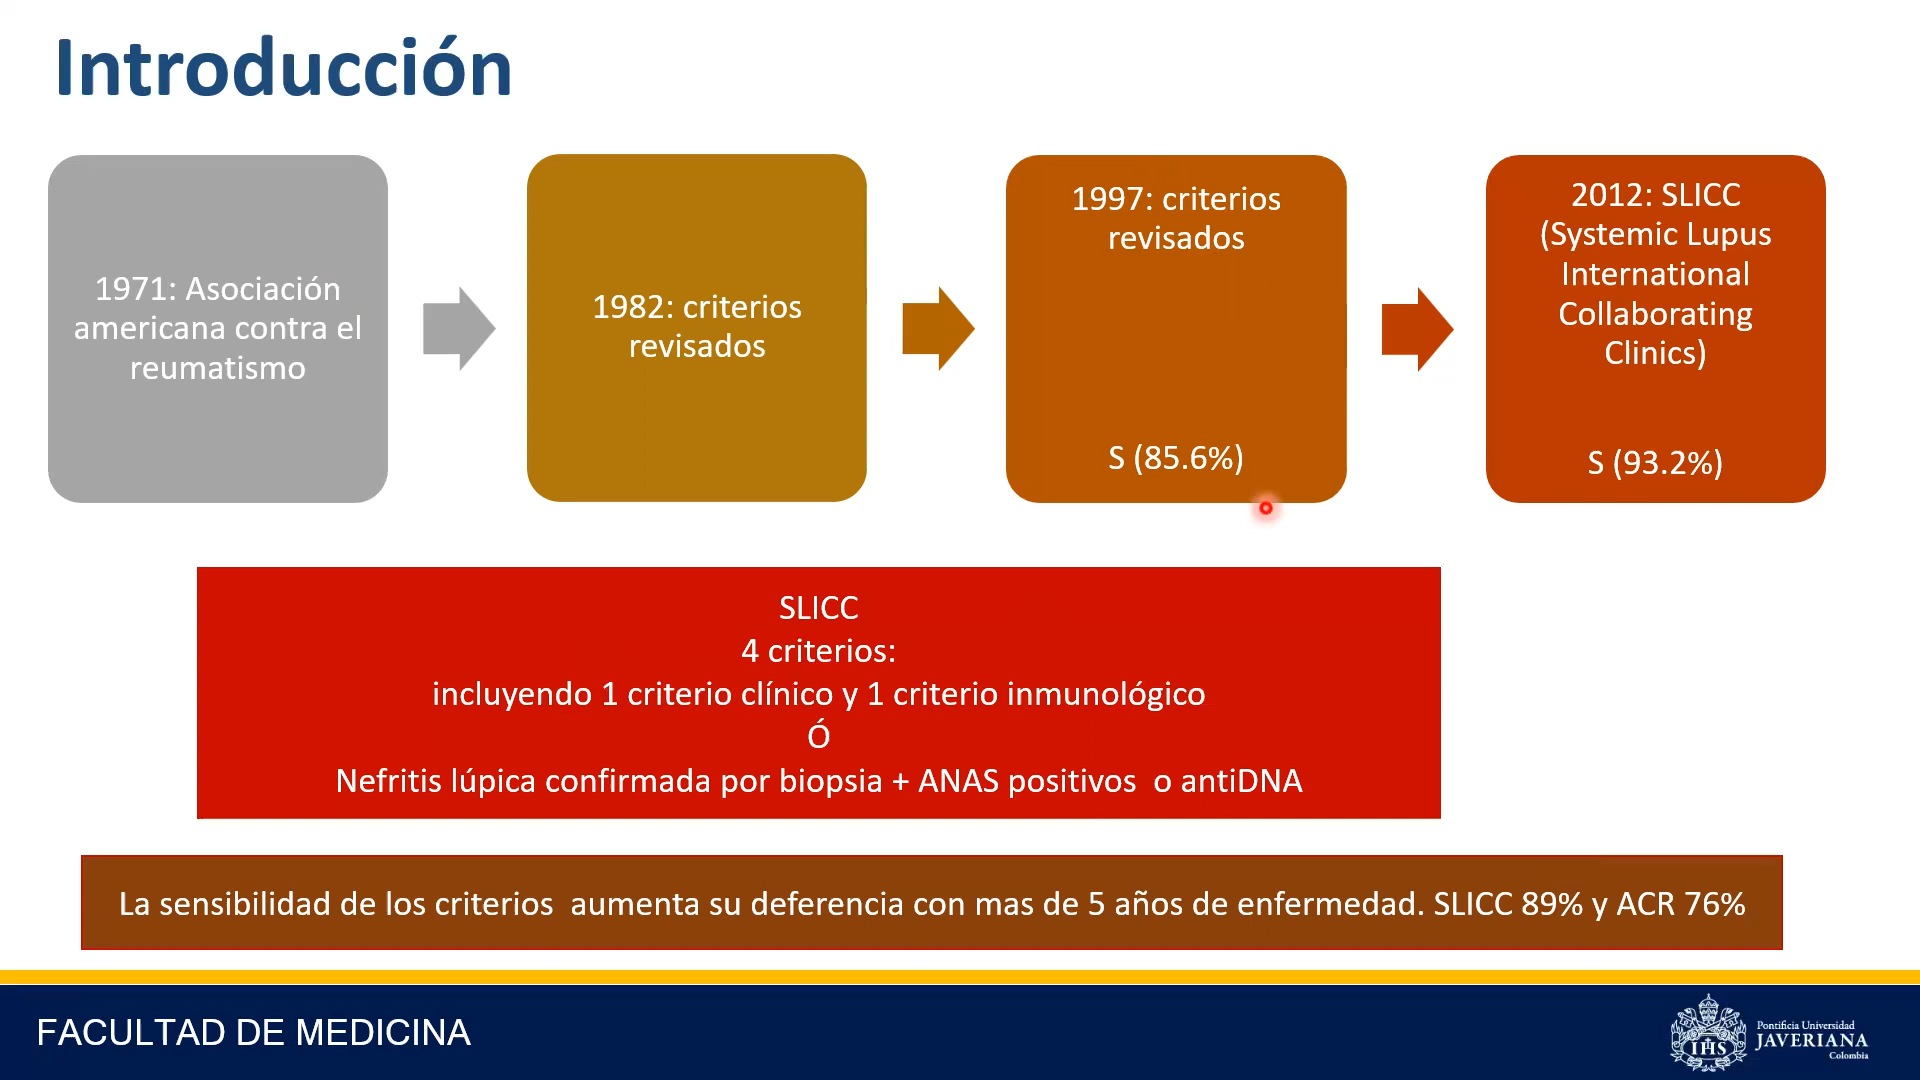 Introducción
1971: Asociación
americana contra el
reumatismo
1982: criterios
revisados
1997: criterios
revisados
S (85.6%)
2012: SLICC
(Systemic Lupus
International
Collaborating
Clinics)
S (93.2%)
SLICC
4 criterios:
incluyendo 1 criterio clínico y 1 criterio inmunológico
Ó
Nefritis lúpica confirmada por biopsia + ANAS positivos  o antiDNA
La sensibilidad de los criterios  aumenta su deferencia con mas de 5 años de enfermedad. SLICC 89% y ACR 76%
FACULTAD DE MEDICINA
IHS
Pontificia Universidad
JAVERIANA
Colombia